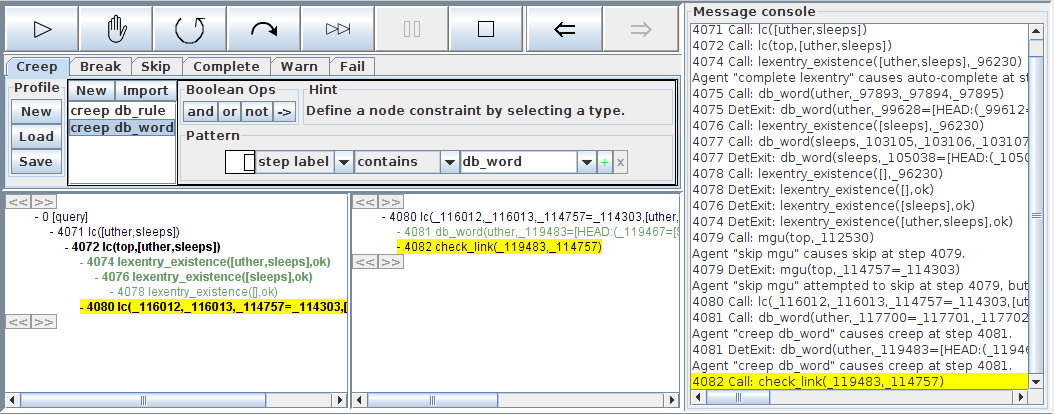 Creep Break Skip Complete Warn Fail
Profile
New
Load
Save
New Import
creep db_rule
creep db_word
Boolean Ops
and or not ->
Hint
Define a node constraint by selecting a type.
Pattern
step label contains db_word + x
<< >>
- 0 [query]
- 4071 lc([uther,sleeps])
- 4072 lc(top,[uther,sleeps])
- 4074 lexentry_existence([uther,sleeps],ok)
- 4076 lexentry_existence([sleeps],ok)
- 4078 lexentry_existence([],ok)
- 4080 lc(_116012,_116013,_114757=_114303,[
<< >>
<< >>
- 4080 lc(_116012,_116013,_114757=_114303,[uther,
- 4081 db_word(uther,_119483=[HEAD:(_119467=[S
- 4082 check_link(_119483,_114757)
<< >>
Message console
4071 Call: lc([uther,sleeps])
4072 Call: lc(top,[uther,sleeps])
4074 Call: lexentry_existence([uther,sleeps],_96230)
Agent "complete lexentry" causes auto-complete at st
4075 Call: db_word(uther,_97893,_97894,_97895)
4075 DetExit: db_word(uther,_99628=[HEAD:(_99612=
4076 Call: lexentry_existence([sleeps],_96230)
4077 Call: db_word(sleeps,_103105,_103106,_103107
4077 DetExit: db_word(sleeps,_105038=[HEAD:(_1050
4078 Call: lexentry_existence([],_96230)
4078 DetExit: lexentry_existence([],ok)
4076 DetExit: lexentry_existence([sleeps],ok)
4074 DetExit: lexentry_existence([uther,sleeps],ok)
4079 Call: mgu(top,_112530)
Agent "skip mgu" causes skip at step 4079.
4079 DetExit: mgu(top,_114757=_114303)
Agent "skip mgu" attempted to skip at step 4079, but
4080 Call: lc(_116012,_116013,_114757=_114303,[ut
4081 Call: db_word(uther,_117700=_117701,_117702
Agent "creep db_word" causes creep at step 4081.
4081 DetExit: db_word(uther,_119483=[HEAD:(_1194
Agent "creep db_word" causes creep at step 4081.
4082 Call: check_link(_119483,_114757)